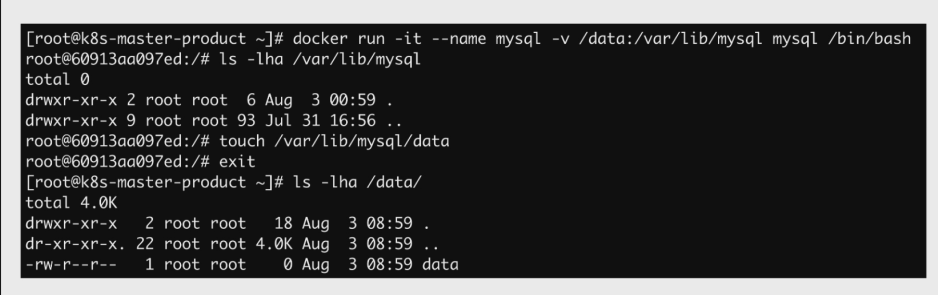 [root@k8s-master-product ~]# docker run -it --name mysql -v /data:/var/lib/mysql mysql /bin/bash
root@60913aa097ed:/# ls -lha /var/lib/mysql
total 0
drwxr-xr-x 2 root root  6 Aug  3 00:59 .
drwxr-xr-x 9 root root 93 Jul 31 16:56 ..
root@60913aa097ed:/# touch /var/lib/mysql/data
root@60913aa097ed:/# exit
[root@k8s-master-product ~]# ls -lha /data/
total 4.0K
drwxr-xr-x   2 root root   18 Aug  3 08:59 .
dr-xr-xr-x. 22 root root 4.0K Aug  3 08:59 ..
-rw-r--r--   1 root root    0 Aug  3 08:59 data